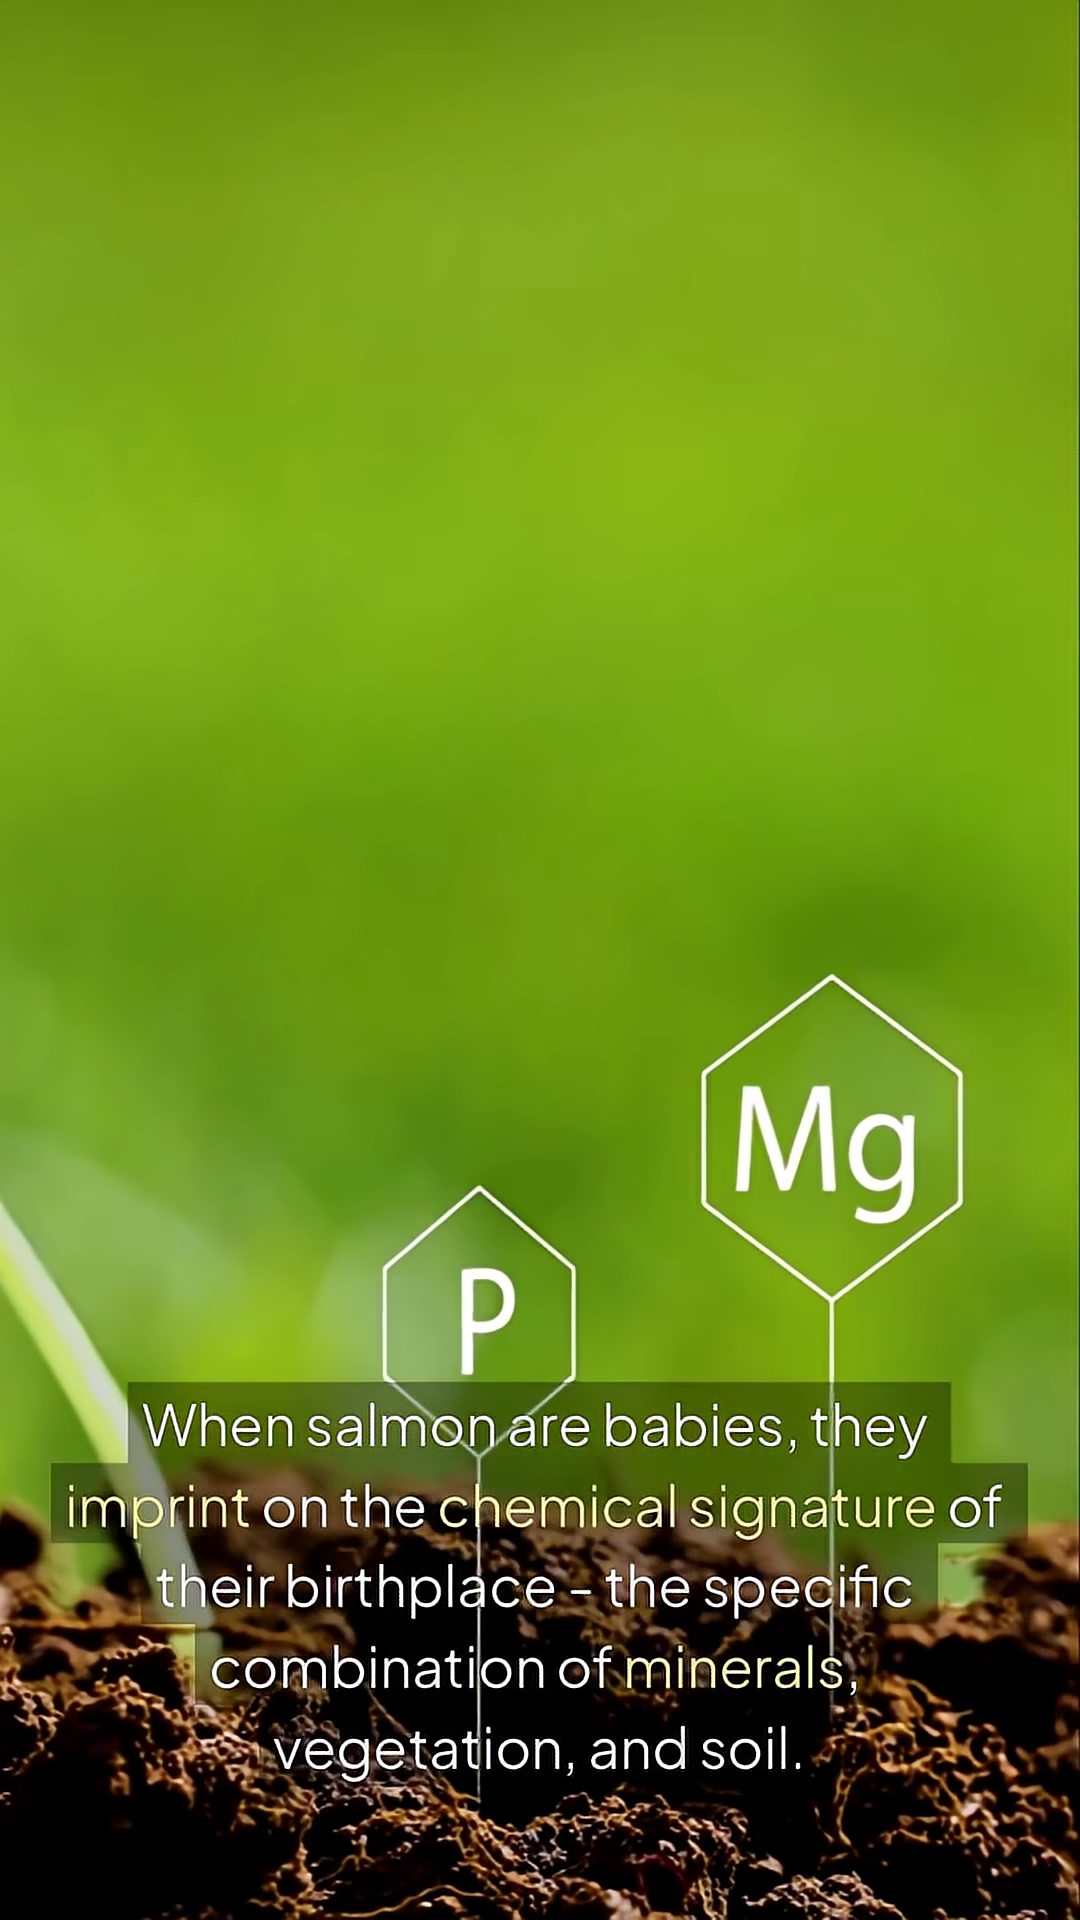 Mg
P
When salmon are babies, they
imprint on the chemical signature of
their birthplace – the specific
combination of minerals,
vegetation, and soil.